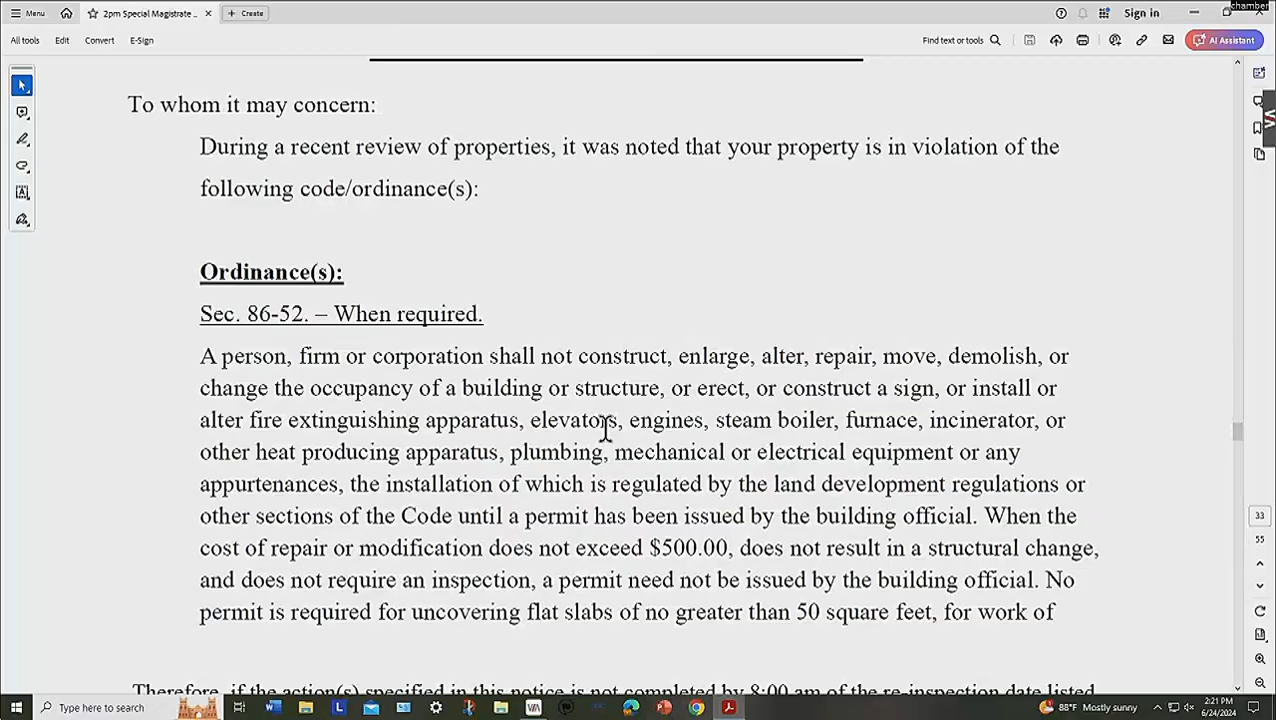 chamber
Menu
2pm Special Magistrate ...
Create
Sign in
All tools
Edit
Convert
E-Sign
Find text or tools
AI Assistant
To whom it may concern:
During a recent review of properties, it was noted that your property is in violation of the
following code/ordinance(s):
Ordinance(s):
Sec. 86-52. – When required.
A person, firm or corporation shall not construct, enlarge, alter, repair, move, demolish, or
change the occupancy of a building or structure, or erect, or construct a sign, or install or
alter fire extinguishing apparatus, elevators, engines, steam boiler, furnace, incinerator, or
other heat producing apparatus, plumbing, mechanical or electrical equipment or any
appurtenances, the installation of which is regulated by the land development regulations or
other sections of the Code until a permit has been issued by the building official. When the
cost of repair or modification does not exceed $500.00, does not result in a structural change,
and does not require an inspection, a permit need not be issued by the building official. No
permit is required for uncovering flat slabs of no greater than 50 square feet, for work of
Therefore, if the action(s) specified in this notice is not completed by 8:00 am of the re-inspection date listed
33
55
Type here to search
88°F Mostly sunny
2:21 PM
6/24/2024